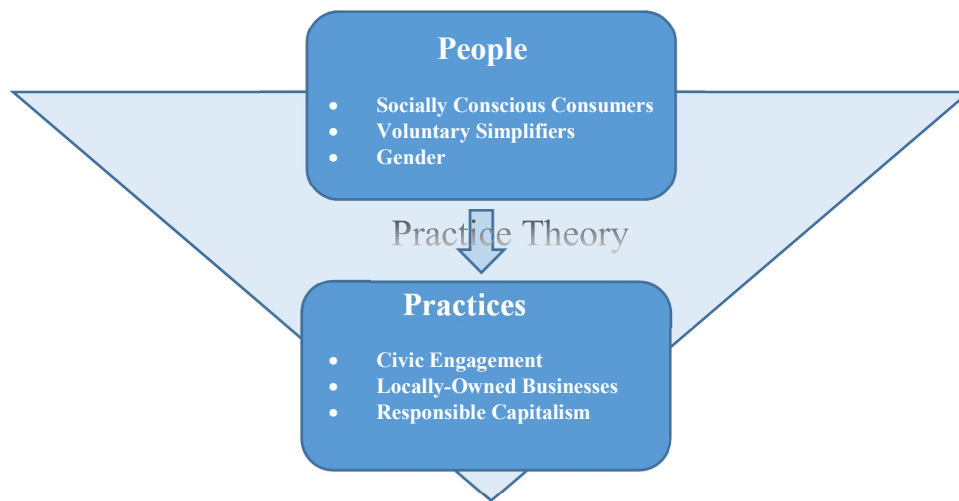 People
• Socially Conscious Consumers
• Voluntary Simplifiers
• Gender
Practice Theory
Practices
• Civic Engagement
• Locally-Owned Businesses
• Responsible Capitalism